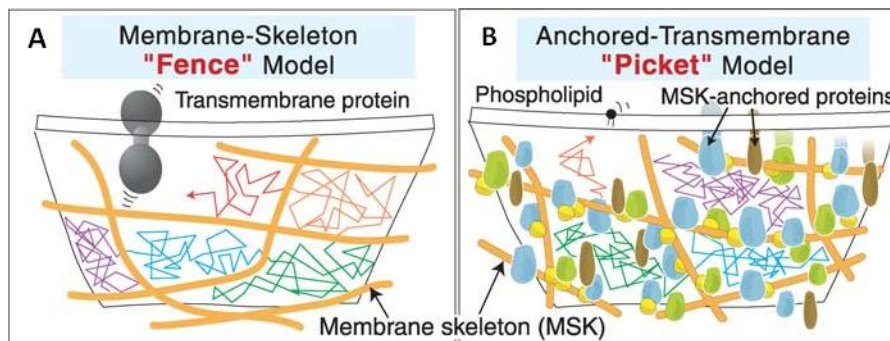 A
Membrane-Skeleton
"Fence" Model
Transmembrane protein
B
Anchored-Transmembrane
"Picket" Model
Phospholipid
MSK-anchored proteins
Membrane skeleton (MSK)